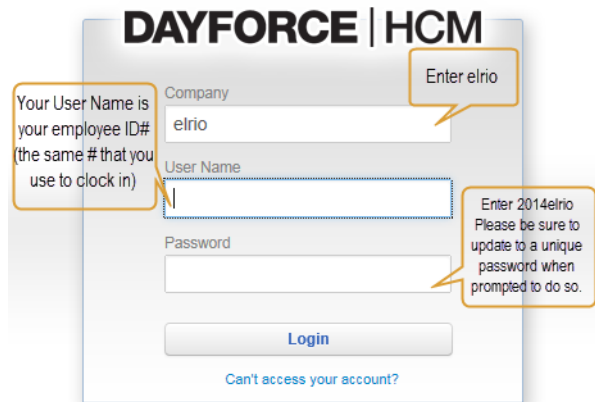 DAYFORCE | HCM
Enter elrio
Company
elrio
Your User Name is
your employee ID#
(the same # that you
use to clock in)
User Name
Password
Enter 2014elrio
Please be sure to
update to a unique
password when
prompted to do so.
Login
Can't access your account?